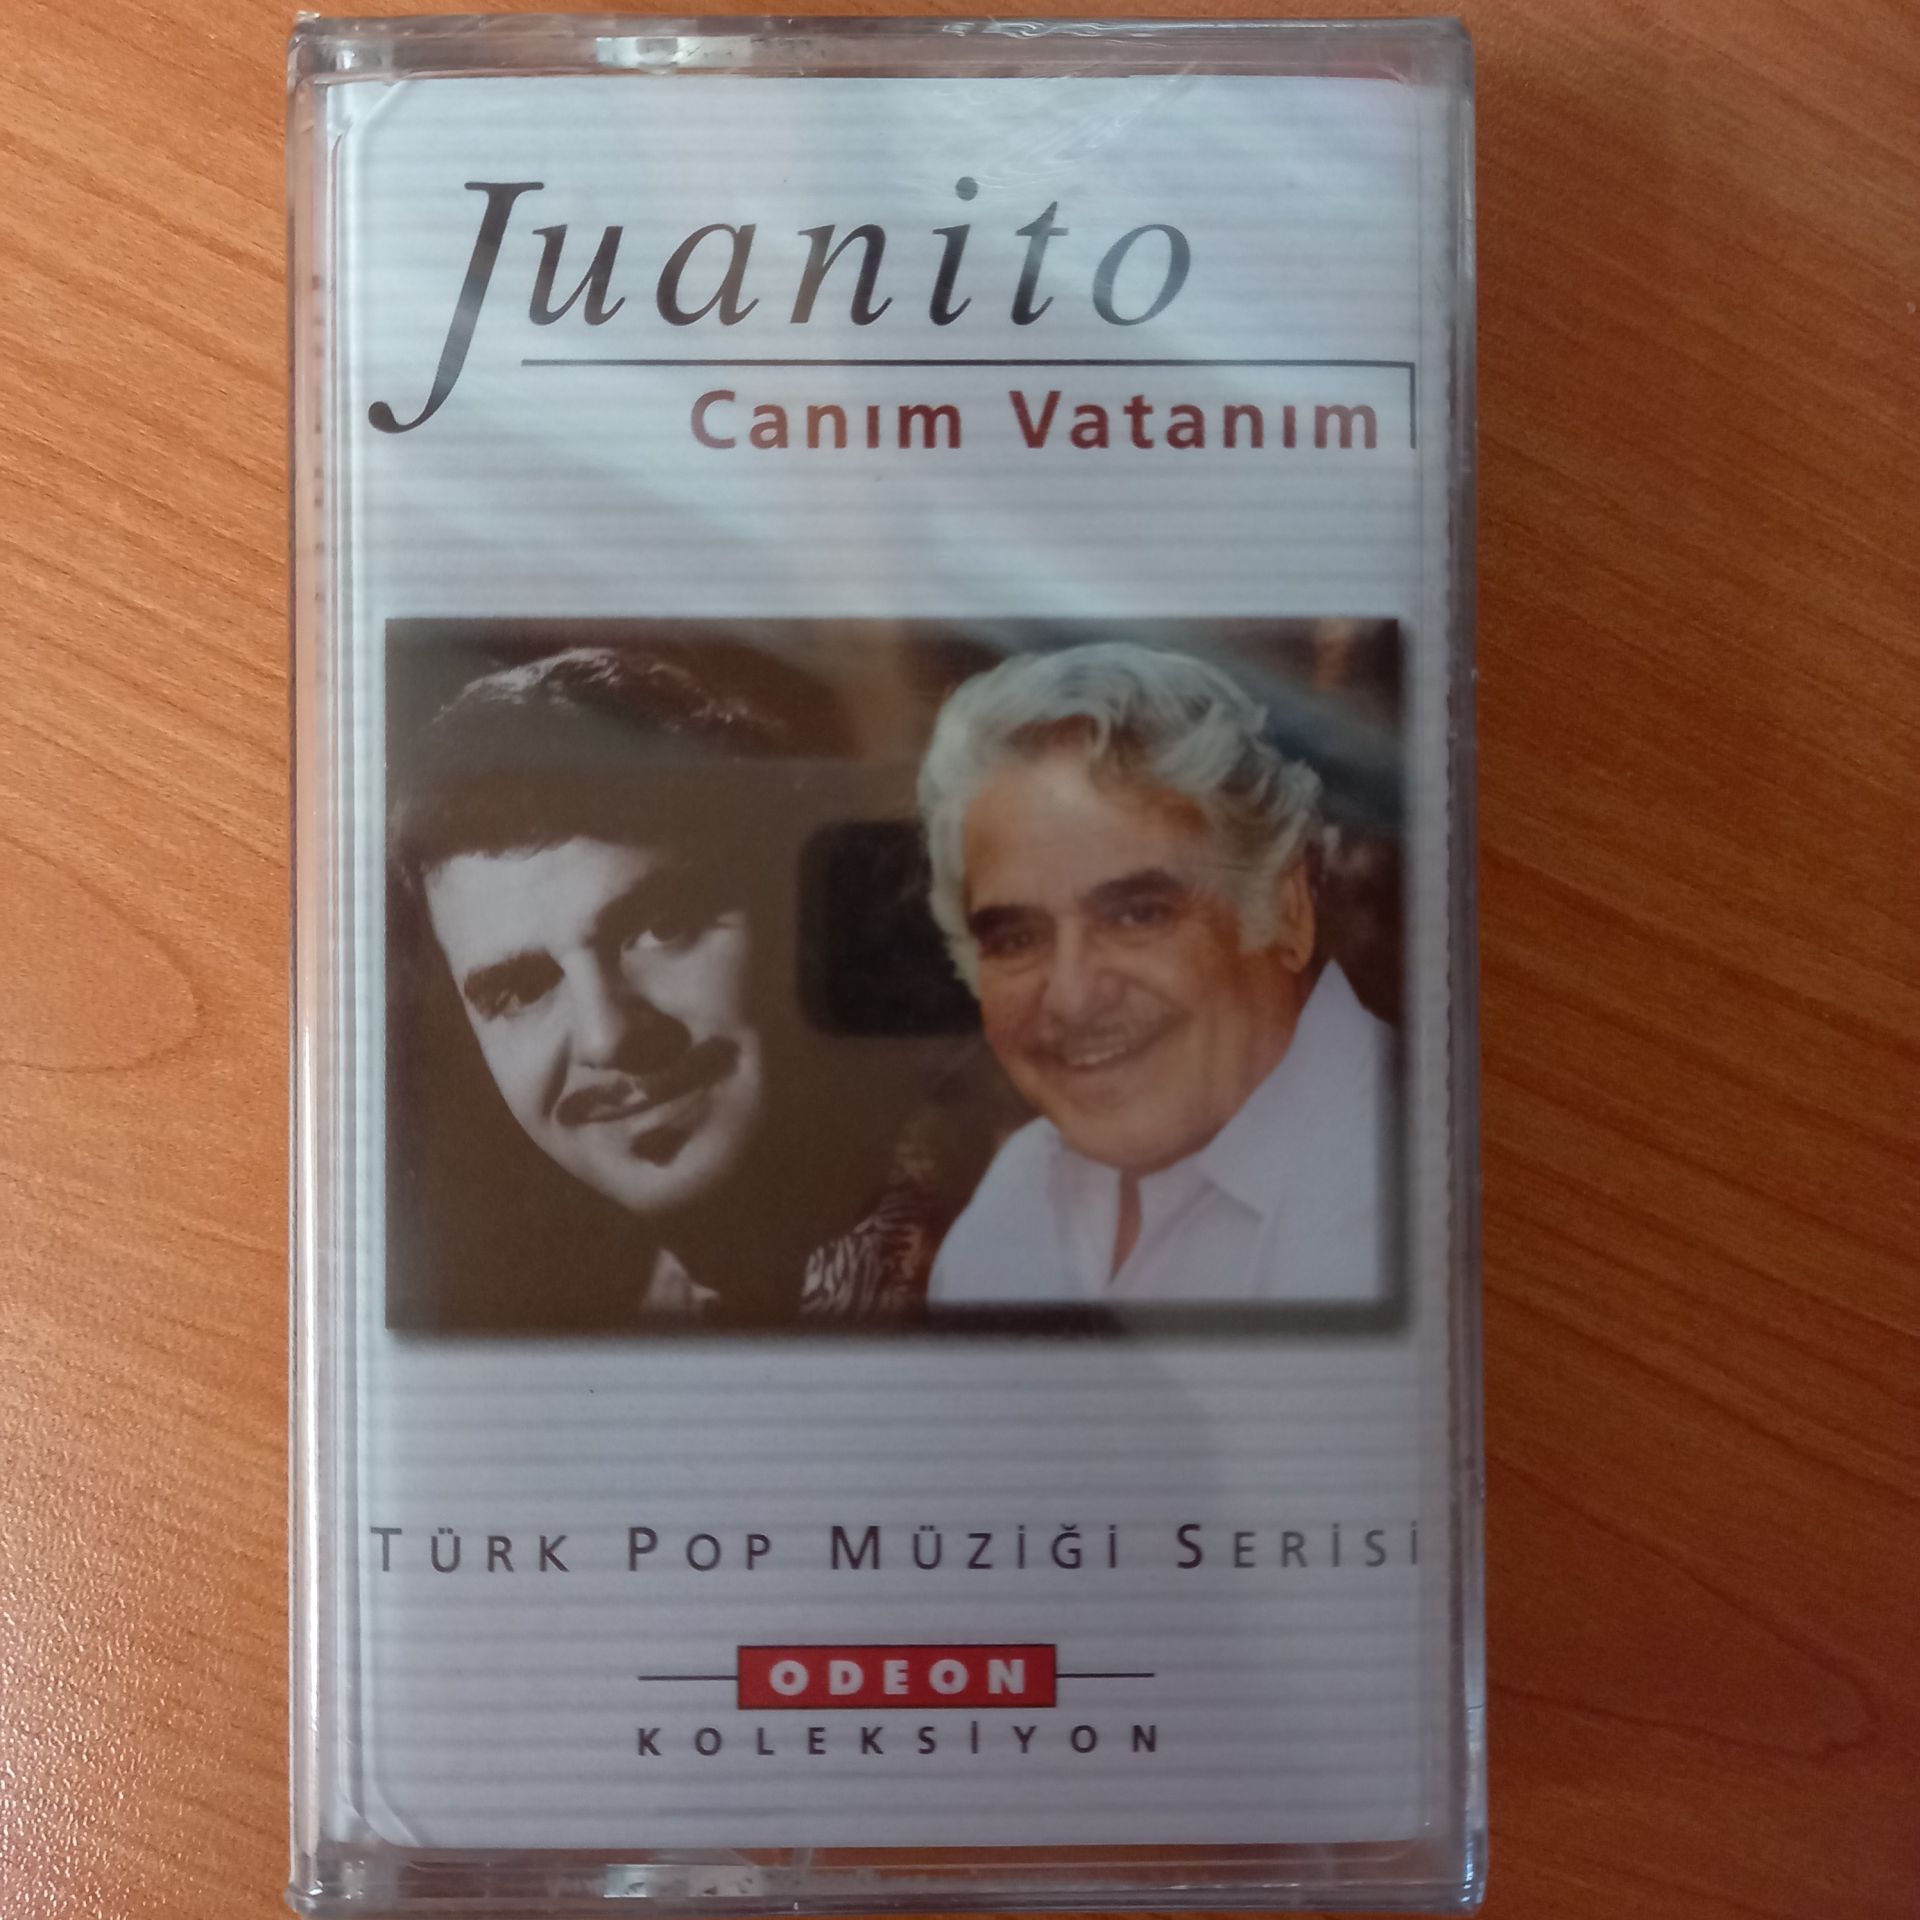 Juanito
Canım Vatanım
TÜRK POP MÜZİĞİ SERİSİ
ODEON
KOLEKSİYON